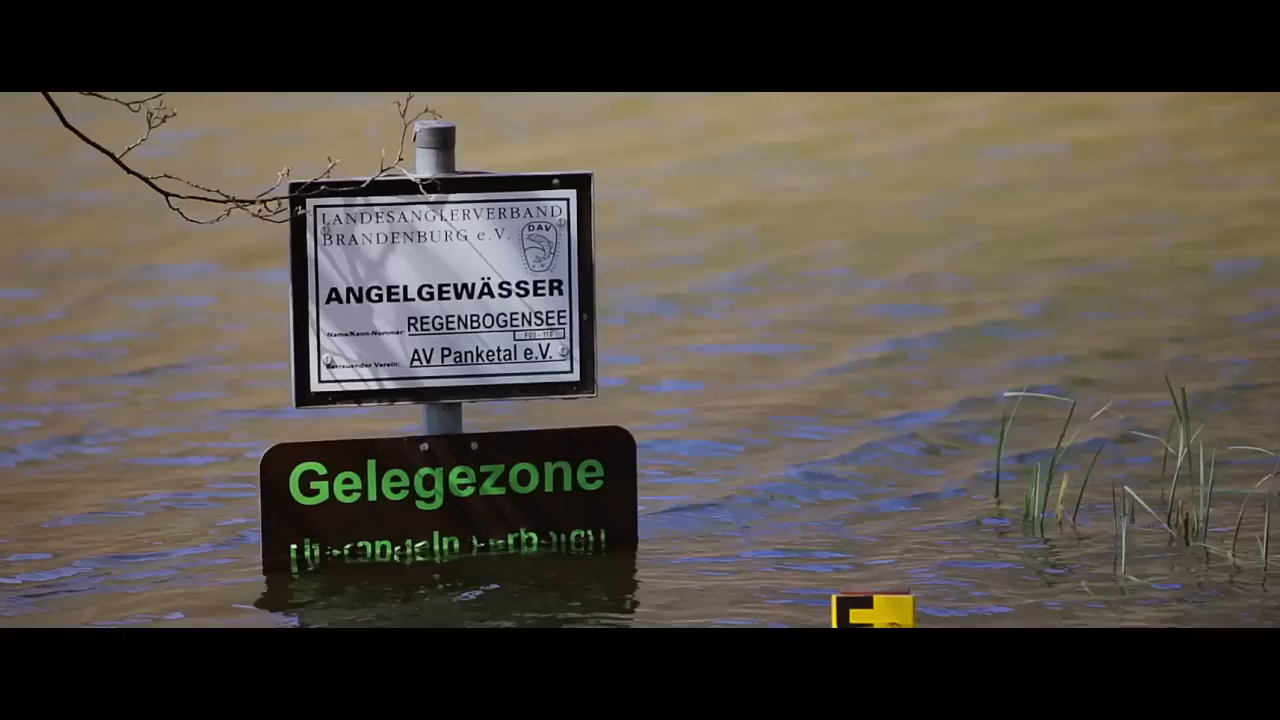 LANDESANGLERVERBAND
BRANDENBURG e.V.
DAV
ANGELGEWÄSSER
Name/Kenn-Nummer: REGENBOGENSEE
Betreuender Verein: AV Panketal e.V.
Gelegezone